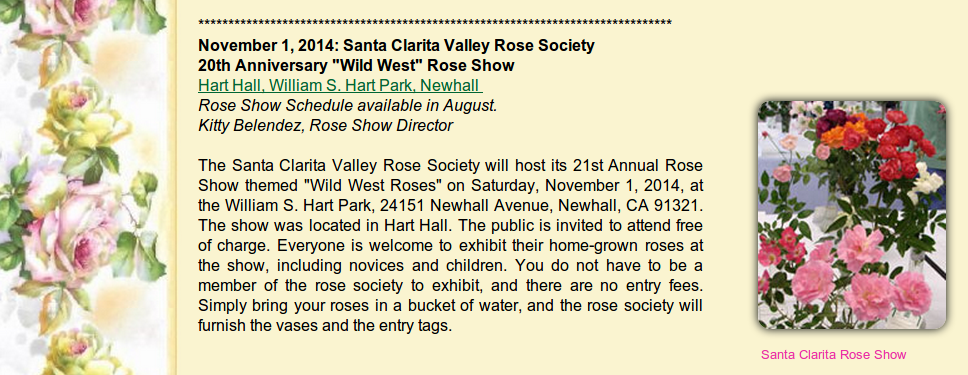 *******************************************************************************
November 1, 2014: Santa Clarita Valley Rose Society
20th Anniversary "Wild West" Rose Show
Hart Hall, William S. Hart Park, Newhall
Rose Show Schedule available in August.
Kitty Belendez, Rose Show Director
The Santa Clarita Valley Rose Society will host its 21st Annual Rose
Show themed "Wild West Roses" on Saturday, November 1, 2014, at
the William S. Hart Park, 24151 Newhall Avenue, Newhall, CA 91321.
The show was located in Hart Hall. The public is invited to attend free
of charge. Everyone is welcome to exhibit their home-grown roses at
the show, including novices and children. You do not have to be a
member of the rose society to exhibit, and there are no entry fees.
Simply bring your roses in a bucket of water, and the rose society will
furnish the vases and the entry tags.
Santa Clarita Rose Show